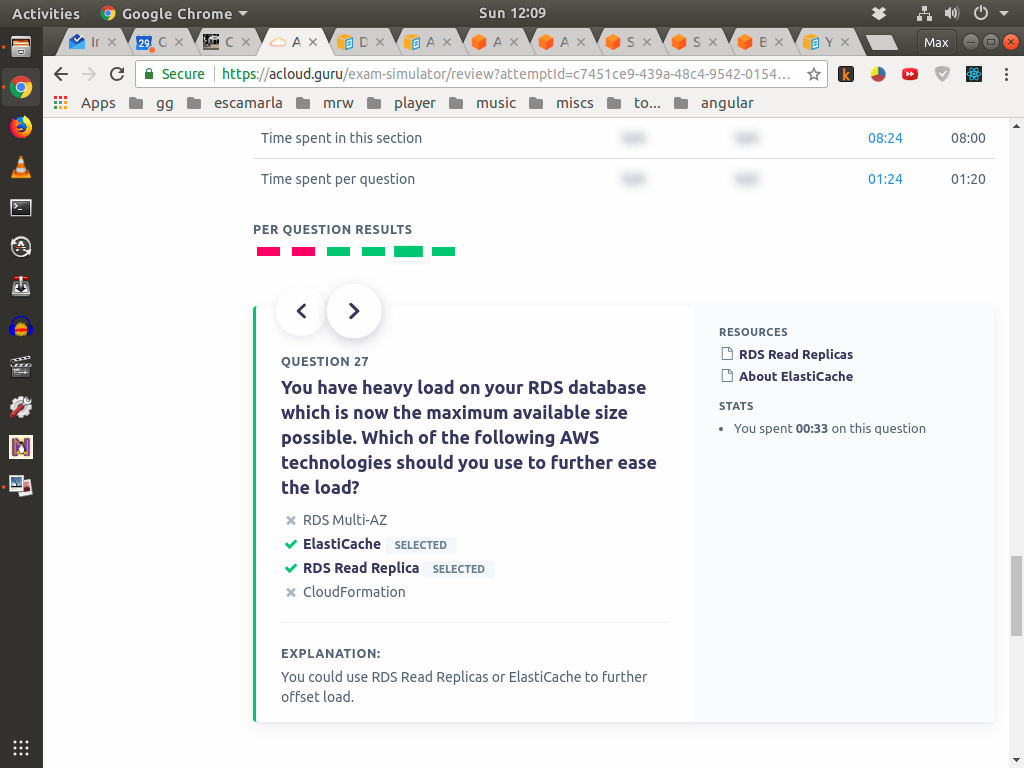 Activities Google Chrome Sun 12:09
In 29 C C A D A A A S S B Y Max
Secure https://acloud.guru/exam-simulator/review?attemptId=c7451ce9-439a-48c4-9542-0154...
Apps gg escamarla mrw player music miscs to... angular
Time spent in this section 08:24 08:00
Time spent per question 01:24 01:20
PER QUESTION RESULTS
QUESTION 27
You have heavy load on your RDS database
which is now the maximum available size
possible. Which of the following AWS
technologies should you use to further ease
the load?
RDS Multi-AZ
ElastiCache SELECTED
RDS Read Replica SELECTED
CloudFormation
EXPLANATION:
You could use RDS Read Replicas or ElastiCache to further
offset load.
RESOURCES
RDS Read Replicas
About ElastiCache
STATS
You spent 00:33 on this question